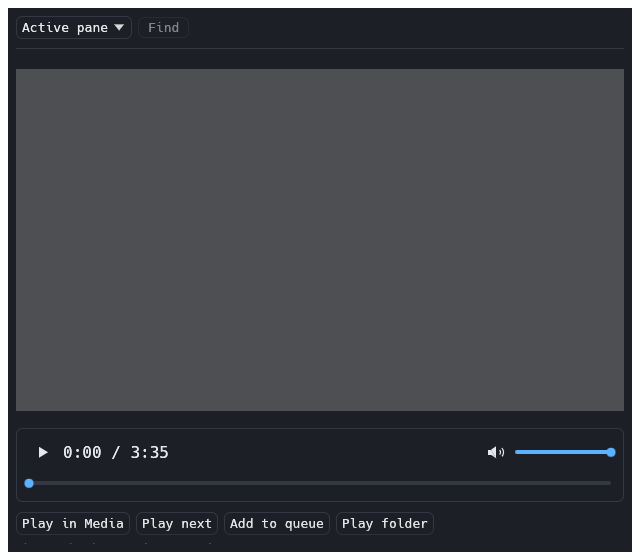 Active pane Find
0:00 / 3:35
Play in Media Play next Add to queue Play folder